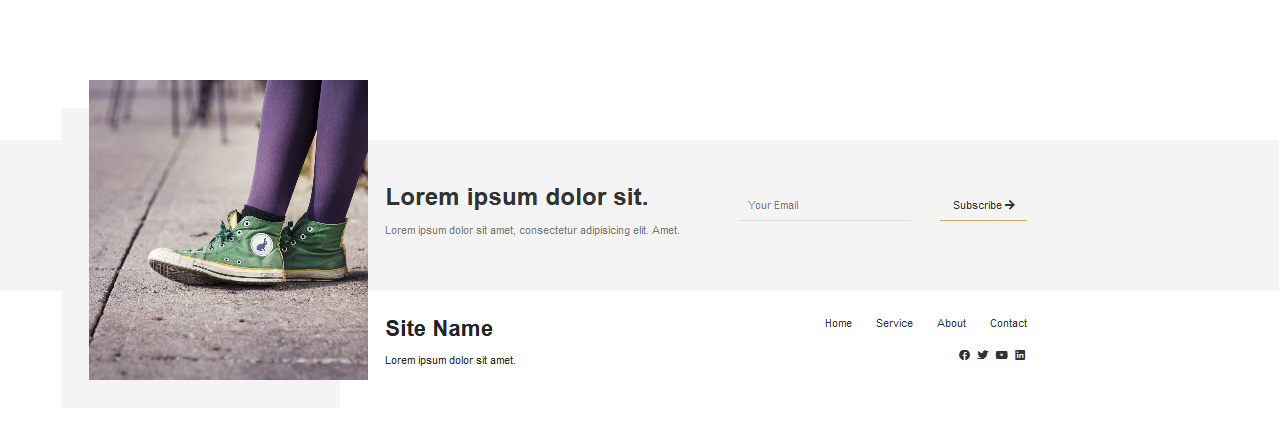 Lorem ipsum dolor sit.
Lorem ipsum dolor sit amet, consectetur adipisicing elit. Amet.
Your Email
Subscribe
Site Name
Lorem ipsum dolor sit amet.
Home Service About Contact